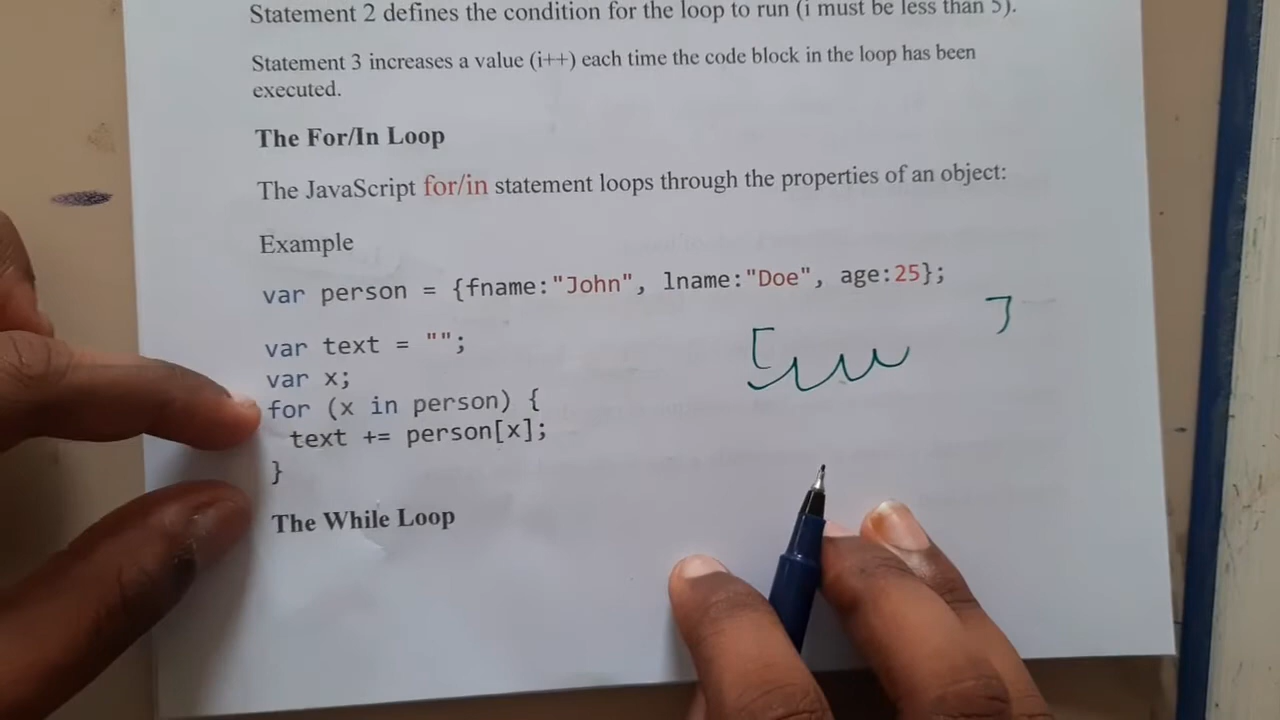 Statement 2 defines the condition for the loop to run (i must be less than 5).
Statement 3 increases a value (i++) each time the code block in the loop has been
executed.
The For/In Loop
The JavaScript for/in statement loops through the properties of an object:
Example
var person = {fname:"John", lname:"Doe", age:25};
var text = "";
var x;
for (x in person) {
text += person[x];
}
The While Loop